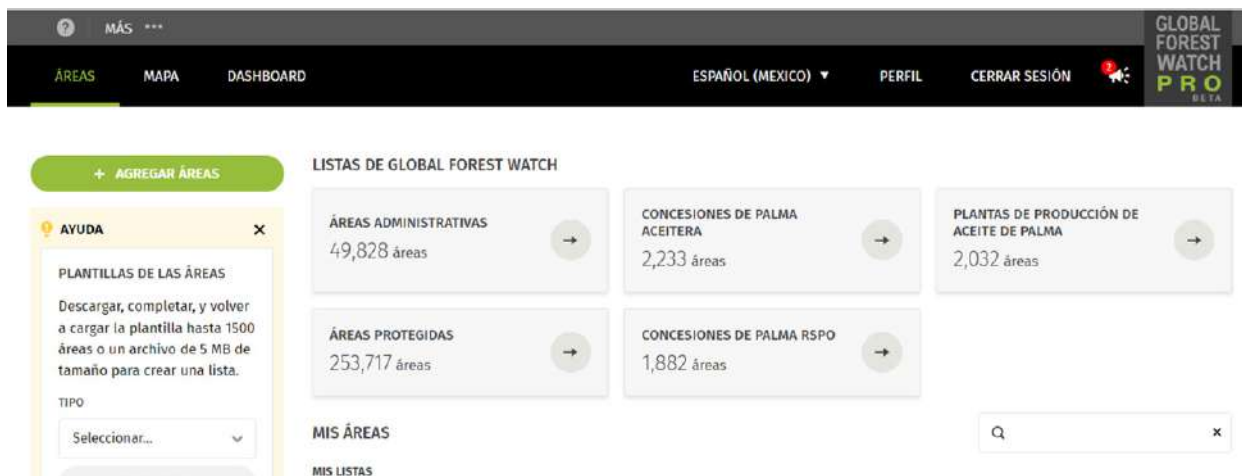 MÁS ...
GLOBAL
FOREST
WATCH
PRO
BETA
ÁREAS MAPA DASHBOARD ESPAÑOL (MEXICO) PERFIL CERRAR SESIÓN 2
+ AGREGAR ÁREAS
AYUDA
PLANTILLAS DE LAS ÁREAS
Descargar, completar, y volver
a cargar la plantilla hasta 1500
áreas o un archivo de 5 MB de
tamaño para crear una lista.
TIPO
Seleccionar...
LISTAS DE GLOBAL FOREST WATCH
ÁREAS ADMINISTRATIVAS
49,828 áreas
CONCESIONES DE PALMA
ACEITERA
2,233 áreas
PLANTAS DE PRODUCCIÓN DE
ACEITE DE PALMA
2,032 áreas
ÁREAS PROTEGIDAS
253,717 áreas
CONCESIONES DE PALMA RSPO
1,882 áreas
MIS ÁREAS
MIS LISTAS